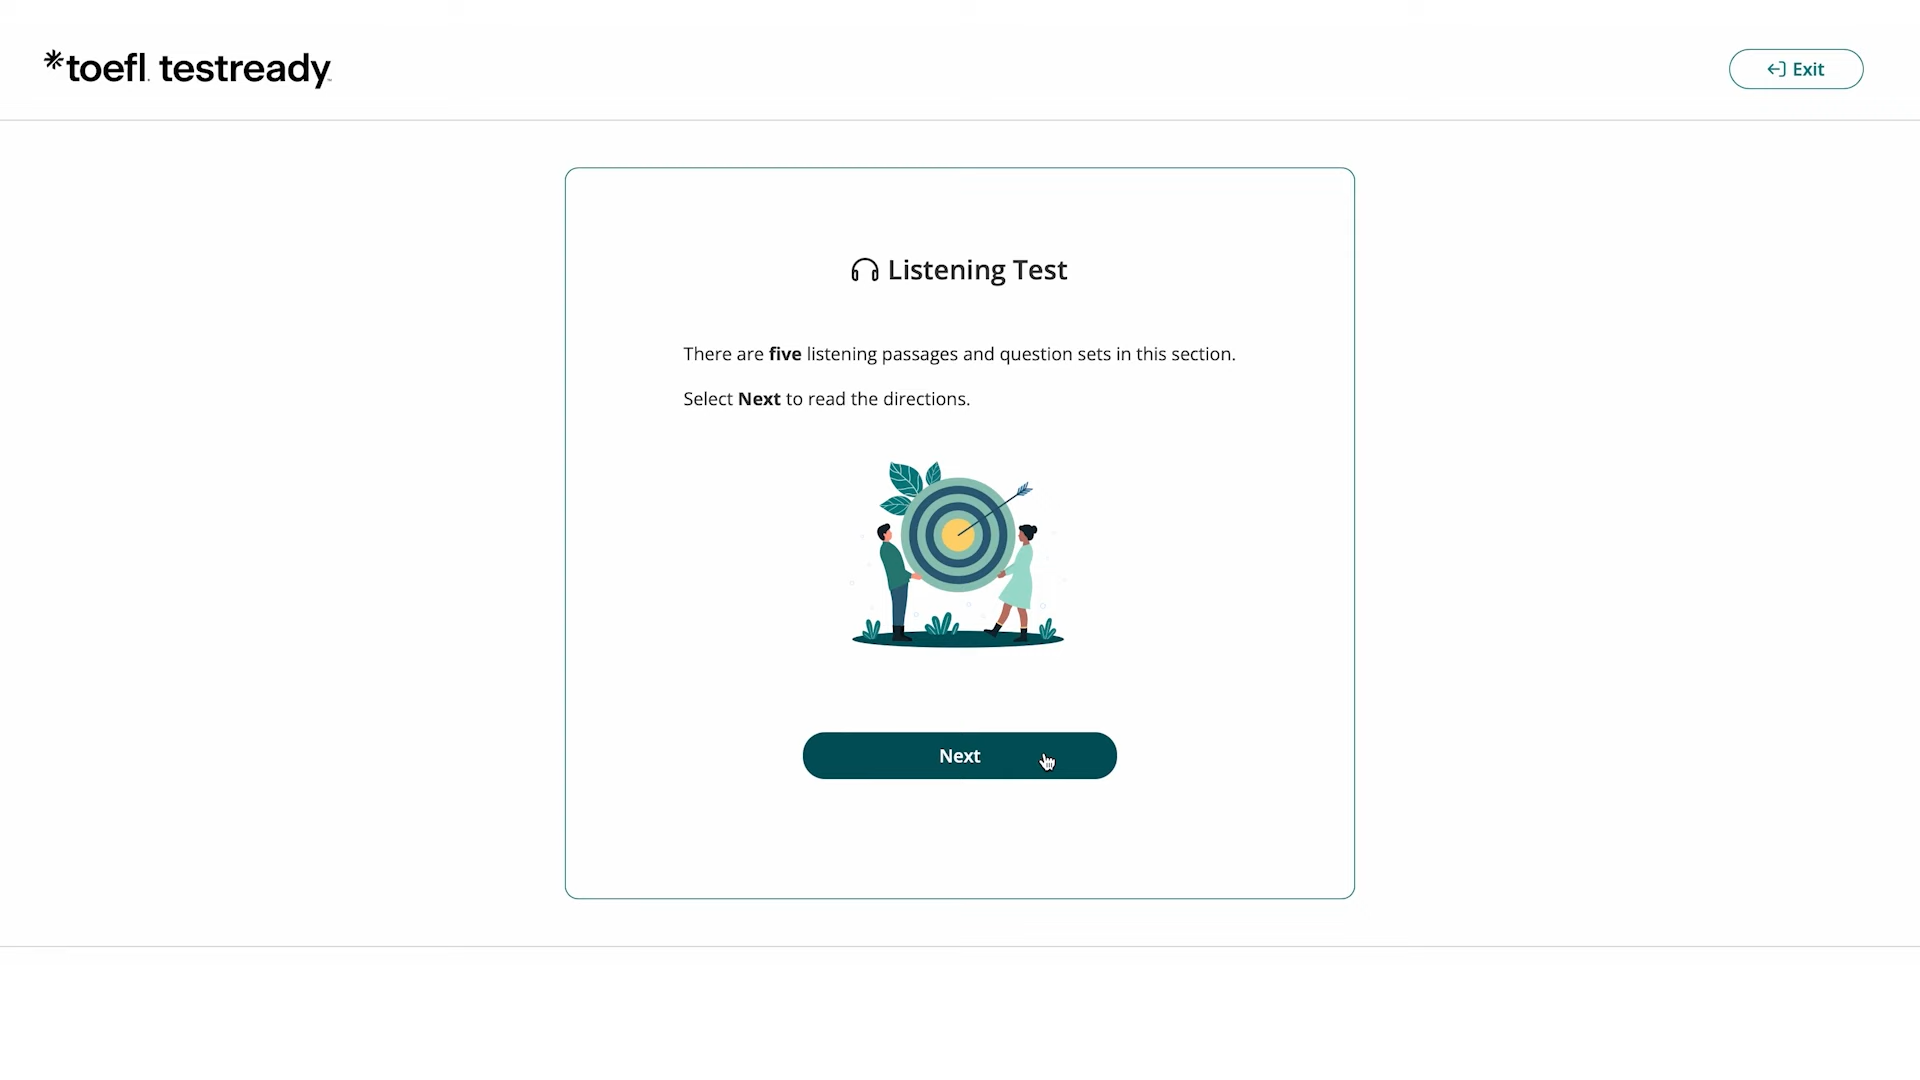 *toefl. testready
Exit
Listening Test
There are five listening passages and question sets in this section.
Select Next to read the directions.
Next